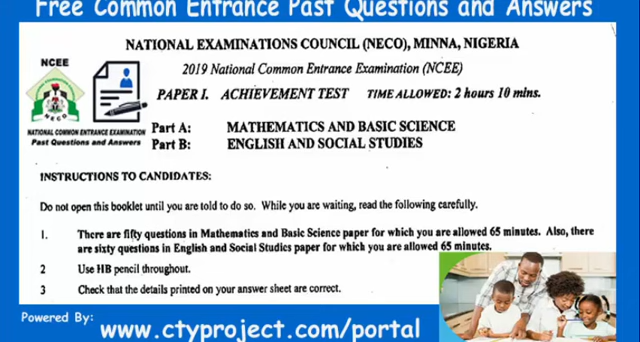 Free Common Entrance Past Questions and Answers
NATIONAL EXAMINATIONS COUNCIL (NECO), MINNA, NIGERIA
NCEE
2019 National Common Entrance Examination (NCEE)
PAPER I. ACHIEVEMENT TEST TIME ALLOWED: 2 hours 10 mins.
NECO
NATIONAL COMMON ENTRANCE EXAMINATION
Past Questions and Answers
Part A: MATHEMATICS AND BASIC SCIENCE
Part B: ENGLISH AND SOCIAL STUDIES
INSTRUCTIONS TO CANDIDATES:
Do not open this booklet until you are told to do so. While you are waiting, read the following carefully.
1. There are fifty questions in Mathematics and Basic Science paper for which you are allowed 65 minutes. Also, there
are sixty questions in English and Social Studies paper for which you are allowed 65 minutes.
2 Use HB pencil throughout.
3 Check that the details printed on your answer sheet are correct.
Powered By:
www.ctyproject.com/portal